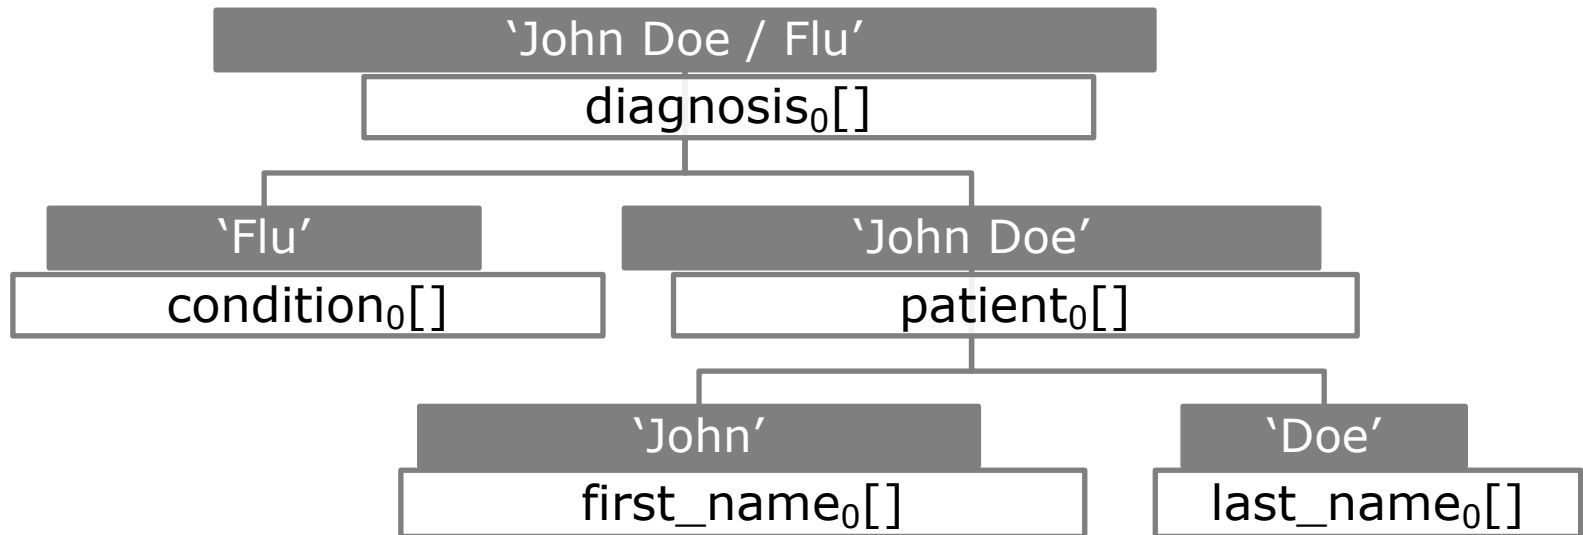 ‘John Doe / Flu’
diagnosis₀[]
‘Flu’
‘John Doe’
condition₀[]
patient₀[]
‘John’
‘Doe’
first_name₀[]
last_name₀[]